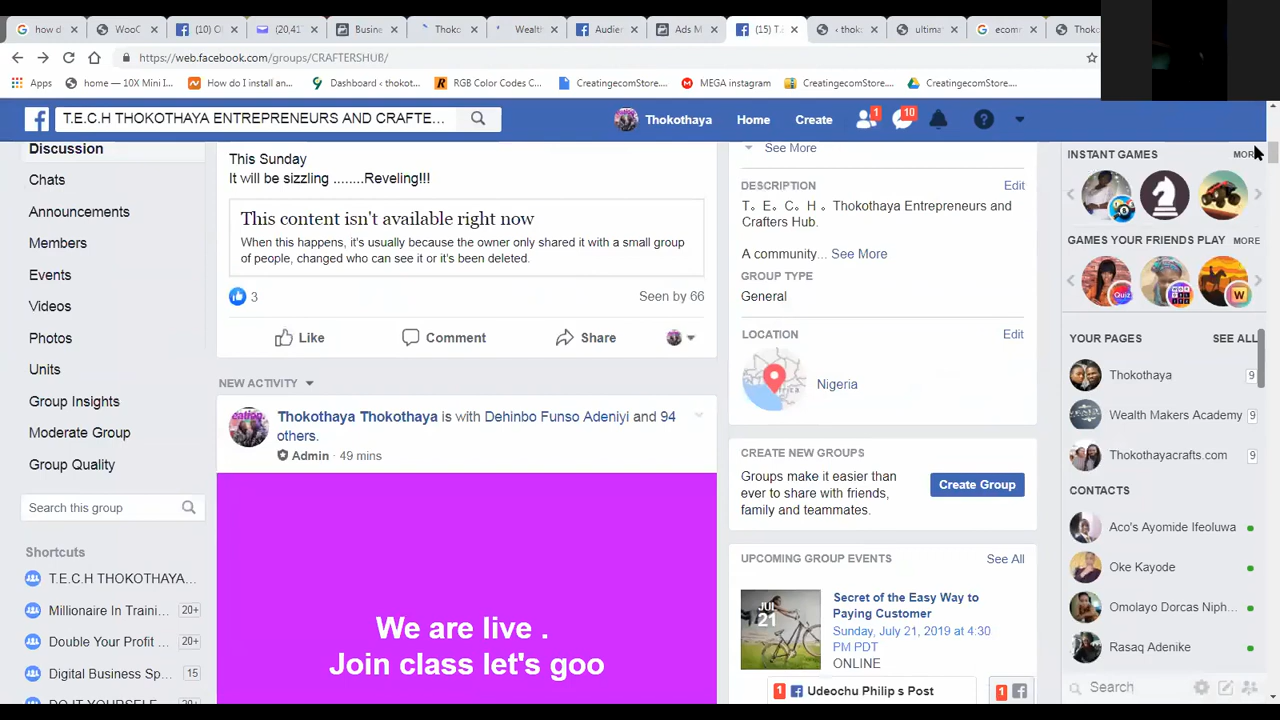 how
WooC
(10) O
(20,41
Busine
Thoko
Wealth
Audien
Ads M
(15) T.
‹ thok
ultima
ecom
Thok
https://web.facebook.com/groups/CRAFTERSHUB/
Apps
home — 10X Mini I...
How do I install an...
Dashboard ‹ thokot...
RGB Color Codes C...
CreatingecomStore....
MEGA instagram
CreatingecomStore....
CreatingecomStore....
T.E.C.H THOKOTHAYA ENTREPRENEURS AND CRAFTE...
Thokothaya
Home
Create
1
10
Discussion
Chats
Announcements
Members
Events
Videos
Photos
Units
Group Insights
Moderate Group
Group Quality
Search this group
Shortcuts
T.E.C.H THOKOTHAYA...
Millionaire In Traini... 20+
Double Your Profit 20+
Digital Business Sp... 15
DO IT YOURSELF
This Sunday
It will be sizzling ........Reveling!!!
This content isn't available right now
When this happens, it's usually because the owner only shared it with a small group
of people, changed who can see it or it's been deleted.
3
Seen by 66
Like
Comment
Share
NEW ACTIVITY
Thokothaya Thokothaya is with Dehinbo Funso Adeniyi and 94
others.
Admin · 49 mins
We are live .
Join class let's goo
See More
DESCRIPTION
Edit
T。E。C。H 。Thokothaya Entrepreneurs and
Crafters Hub.
A community... See More
GROUP TYPE
General
LOCATION
Edit
Nigeria
CREATE NEW GROUPS
Groups make it easier than
ever to share with friends,
family and teammates.
Create Group
UPCOMING GROUP EVENTS
See All
JUL
21
Secret of the Easy Way to
Paying Customer
Sunday, July 21, 2019 at 4:30
PM PDT
ONLINE
1
Udeochu Philip s Post
1
INSTANT GAMES
MOR
GAMES YOUR FRIENDS PLAY
MORE
Quiz
W
YOUR PAGES
SEE ALL
Thokothaya 9
Wealth Makers Academy 9
Thokothayacrafts.com 9
CONTACTS
Aco's Ayomide Ifeoluwa
Oke Kayode
Omolayo Dorcas Niph...
Rasaq Adenike
Search